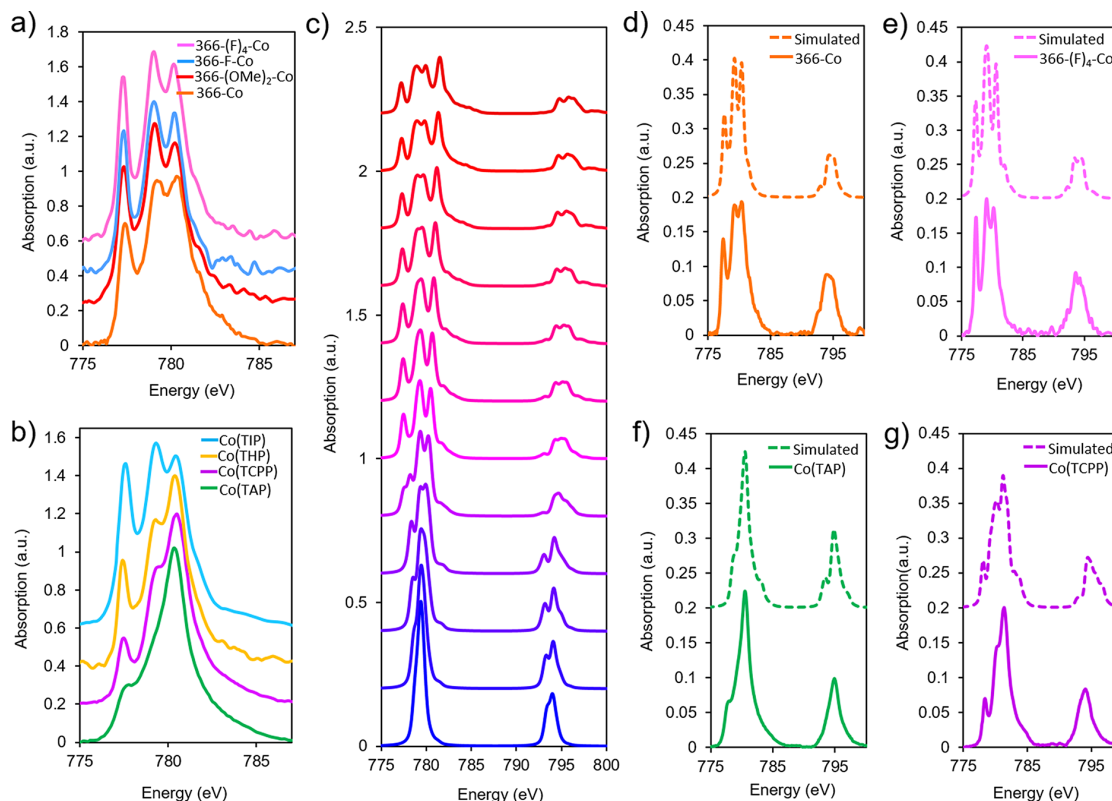 a)
1.8
1.6
1.4
1.2
1
0.8
0.6
0.4
0.2
0
Absorption (a.u.)
366-(F)₄-Co
366-F-Co
366-(OMe)₂-Co
366-Co
775
780
785
Energy (eV)
b)
1.6
1.4
1.2
1
0.8
0.6
0.4
0.2
0
Absorption (a.u.)
Co(TIP)
Co(THP)
Co(TCPP)
Co(TAP)
775
780
785
Energy (eV)
c)
2.5
2
1.5
1
0.5
0
Absorption (a.u.)
775
780
785
790
795
800
Energy (eV)
d)
0.45
0.4
0.35
0.3
0.25
0.2
0.15
0.1
0.05
0
Absorption (a.u.)
Simulated
366-Co
775
785
795
Energy (eV)
e)
0.45
0.4
0.35
0.3
0.25
0.2
0.15
0.1
0.05
0
Absorption (a.u.)
Simulated
366-(F)₄-Co
775
785
795
Energy (eV)
f)
0.45
0.4
0.35
0.3
0.25
0.2
0.15
0.1
0.05
0
Absorption (a.u.)
Simulated
Co(TAP)
775
785
795
Energy (eV)
g)
0.45
0.4
0.35
0.3
0.25
0.2
0.15
0.1
0.05
0
Absorption(a.u.)
Simulated
Co(TCPP)
775
785
795
Energy (eV)